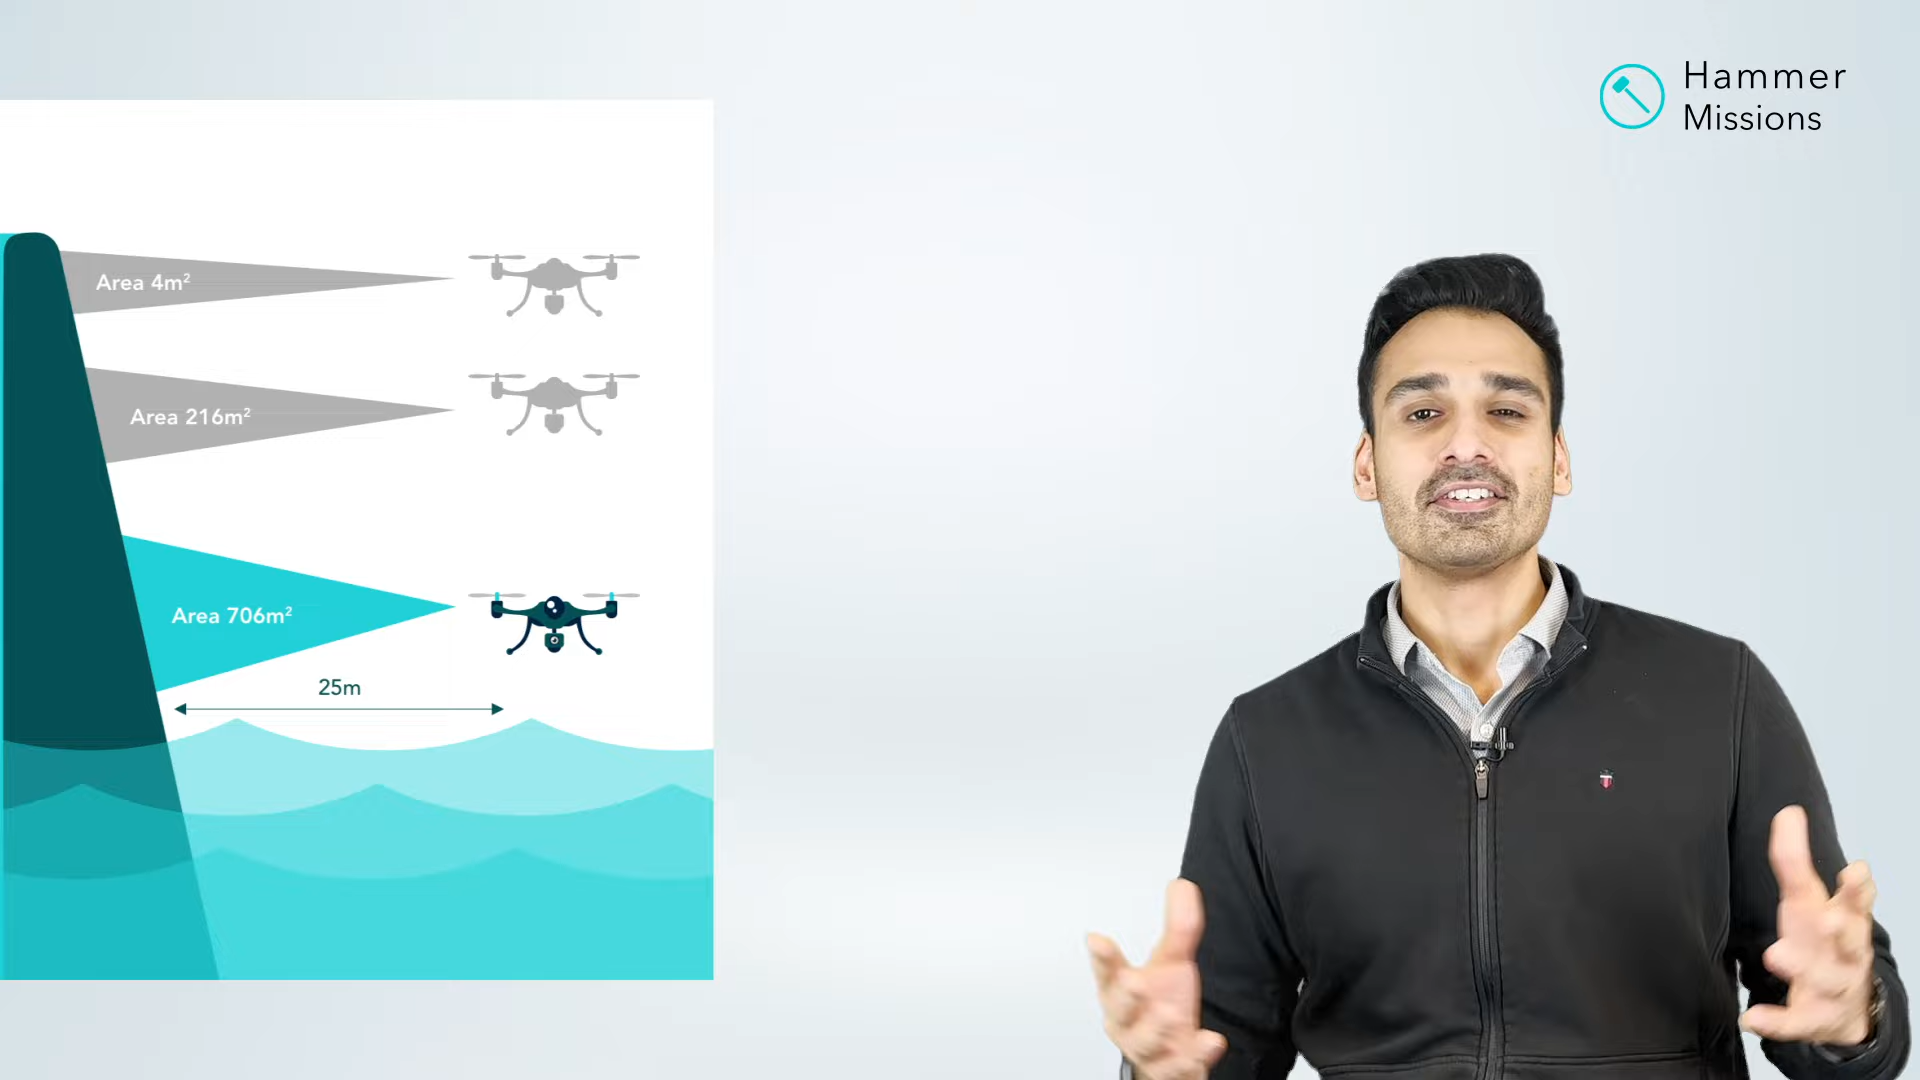 Hammer
Missions
Area 4m²
Area 216m²
Area 706m²
25m